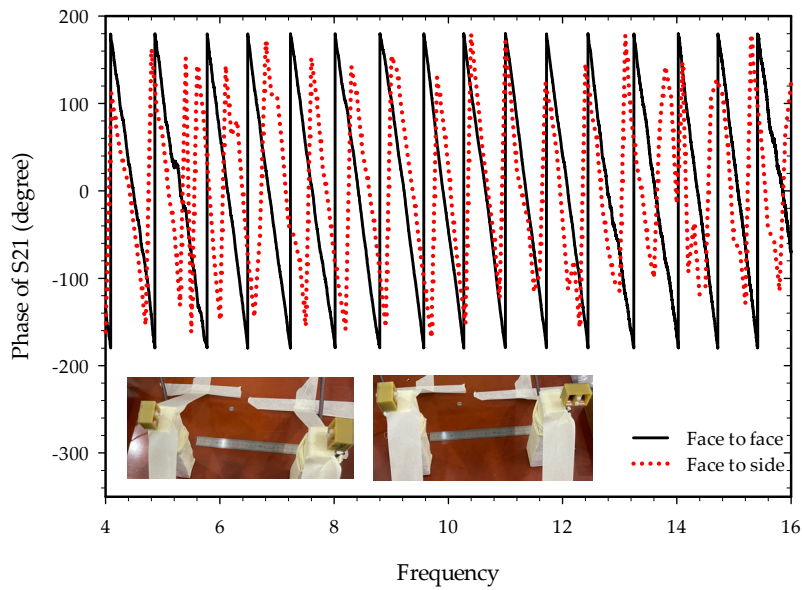 200
100
0
-100
-200
-300
Phase of S21 (degree)
Face to face
Face to side
4 6 8 10 12 14 16
Frequency